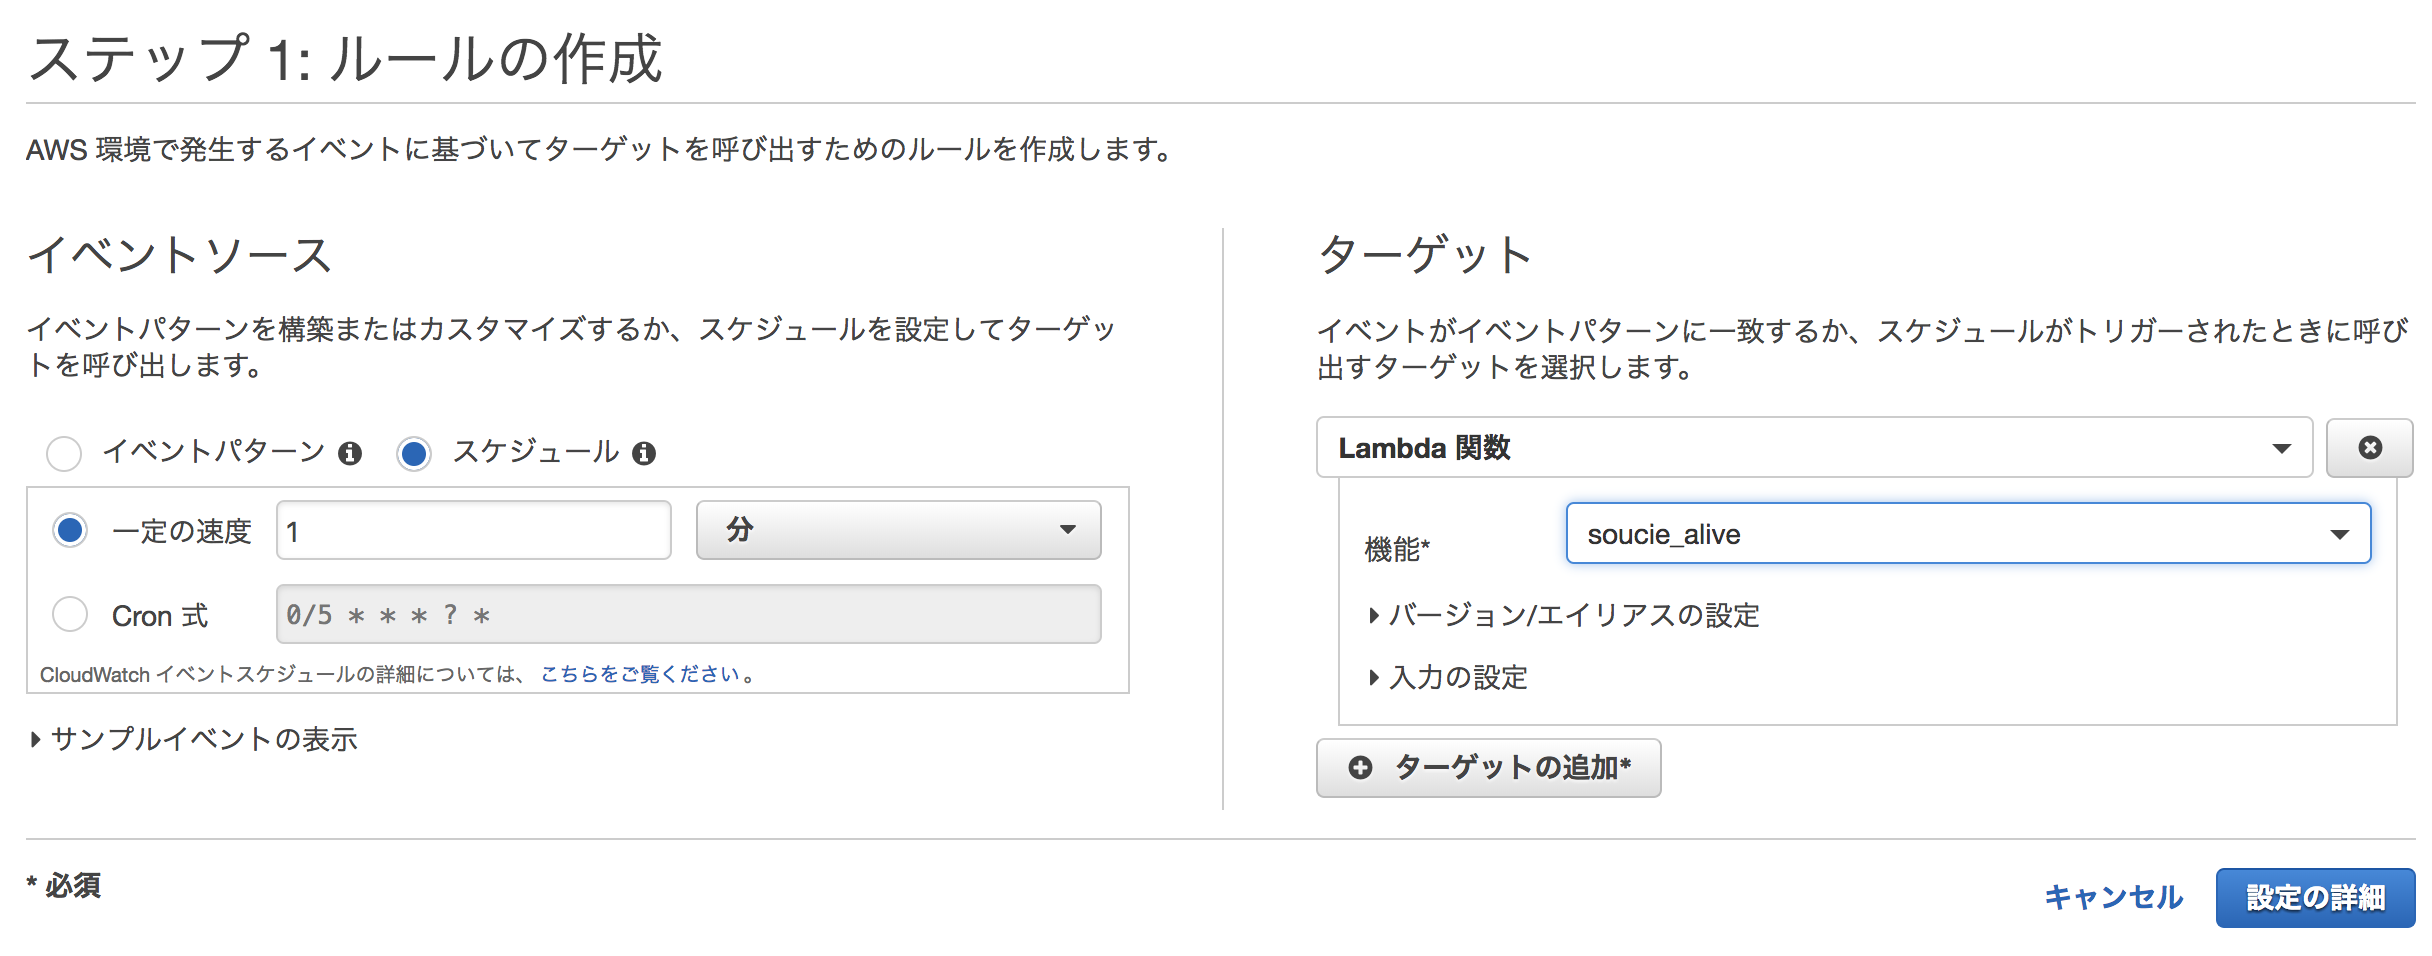 ステップ 1: ルールの作成
AWS 環境で発生するイベントに基づいてターゲットを呼び出すためのルールを作成します。
イベントソース
イベントパターンを構築またはカスタマイズするか、スケジュールを設定してターゲッ
トを呼び出します。
イベントパターン スケジュール
一定の速度 1 分
Cron 式 0/5 * * * ? *
CloudWatch イベントスケジュールの詳細については、 こちらをご覧ください 。
サンプルイベントの表示
ターゲット
イベントがイベントパターンに一致するか、スケジュールがトリガーされたときに呼び
出すターゲットを選択します。
Lambda 関数
機能* soucie_alive
バージョン/エイリアスの設定
入力の設定
ターゲットの追加*
* 必須
キャンセル 設定の詳細